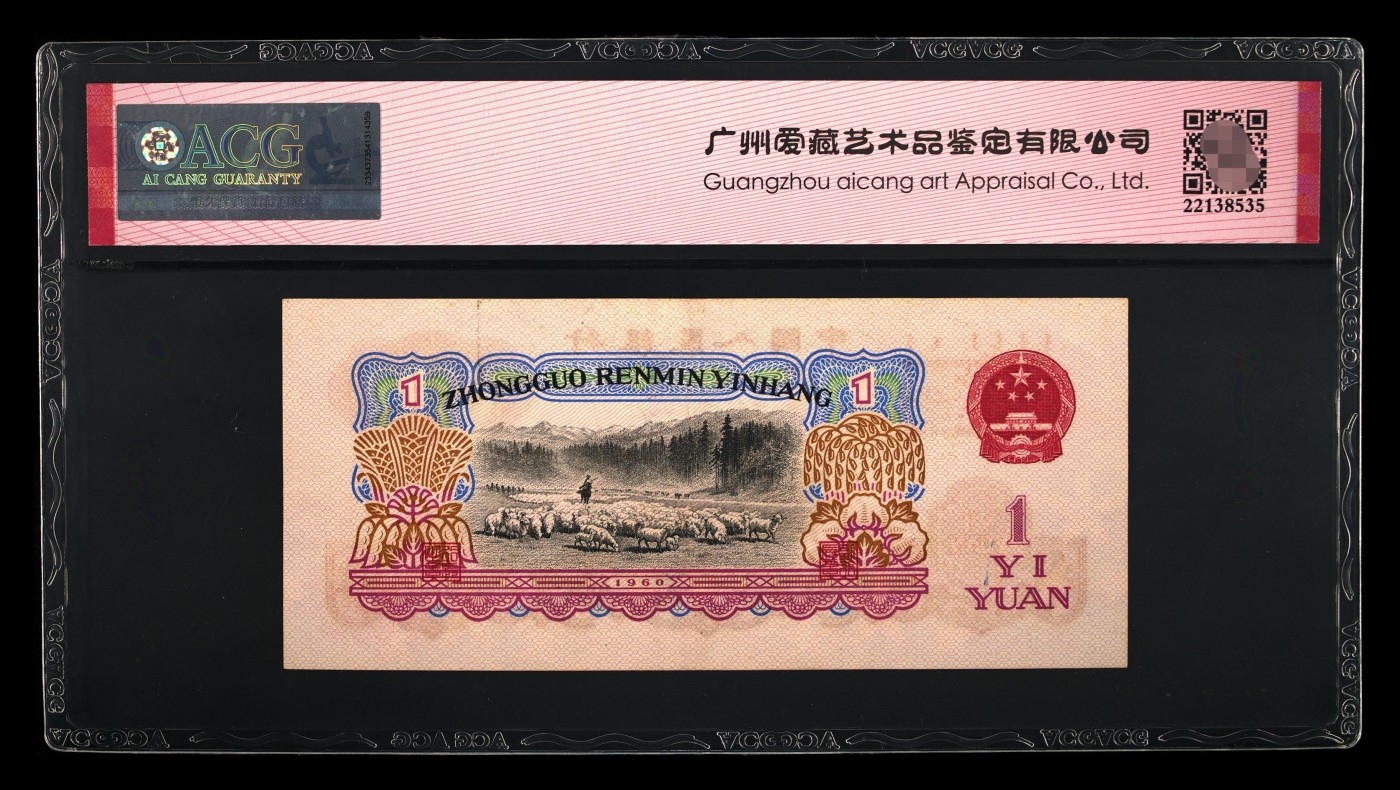 ACG
AI CANG GUARANTY
广州爱藏艺术品鉴定有限公司
Guangzhou aicang art Appraisal Co., Ltd.
22138535
1
ZHONGGUO RENMIN YINHANG
1
1960
1
YI
YUAN